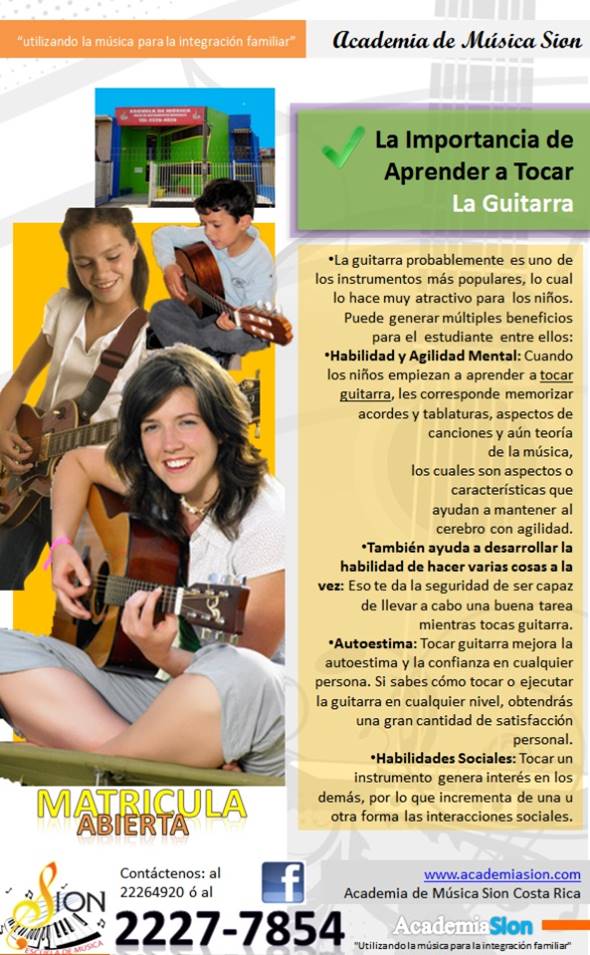 “utilizando la música para la integración familiar”
Academia de Música Sion
ESCUELA DE MUSICA
La Importancia de
Aprender a Tocar
La Guitarra
•La guitarra probablemente es uno de
los instrumentos más populares, lo cual
lo hace muy atractivo para los niños.
Puede generar múltiples beneficios
para el estudiante entre ellos:
•Habilidad y Agilidad Mental: Cuando
los niños empiezan a aprender a tocar
guitarra, les corresponde memorizar
acordes y tablaturas, aspectos de
canciones y aún teoría
de la música,
los cuales son aspectos o
características que
ayudan a mantener al
cerebro con agilidad.
•También ayuda a desarrollar la
habilidad de hacer varias cosas a la
vez: Eso te da la seguridad de ser capaz
de llevar a cabo una buena tarea
mientras tocas guitarra.
•Autoestima: Tocar guitarra mejora la
autoestima y la confianza en cualquier
persona. Si sabes cómo tocar o ejecutar
la guitarra en cualquier nivel, obtendrás
una gran cantidad de satisfacción
personal.
•Habilidades Sociales: Tocar un
instrumento genera interés en los
demás, por lo que incrementa de una u
otra forma las interacciones sociales.
MATRICULA
ABIERTA
SION
ESCUELA DE MUSICA
Contáctenos: al
22264920 ó al
2227-7854
f
www.academiasion.com
Academia de Música Sion Costa Rica
AcademiaSion
"Utilizando la música para la integración familiar"